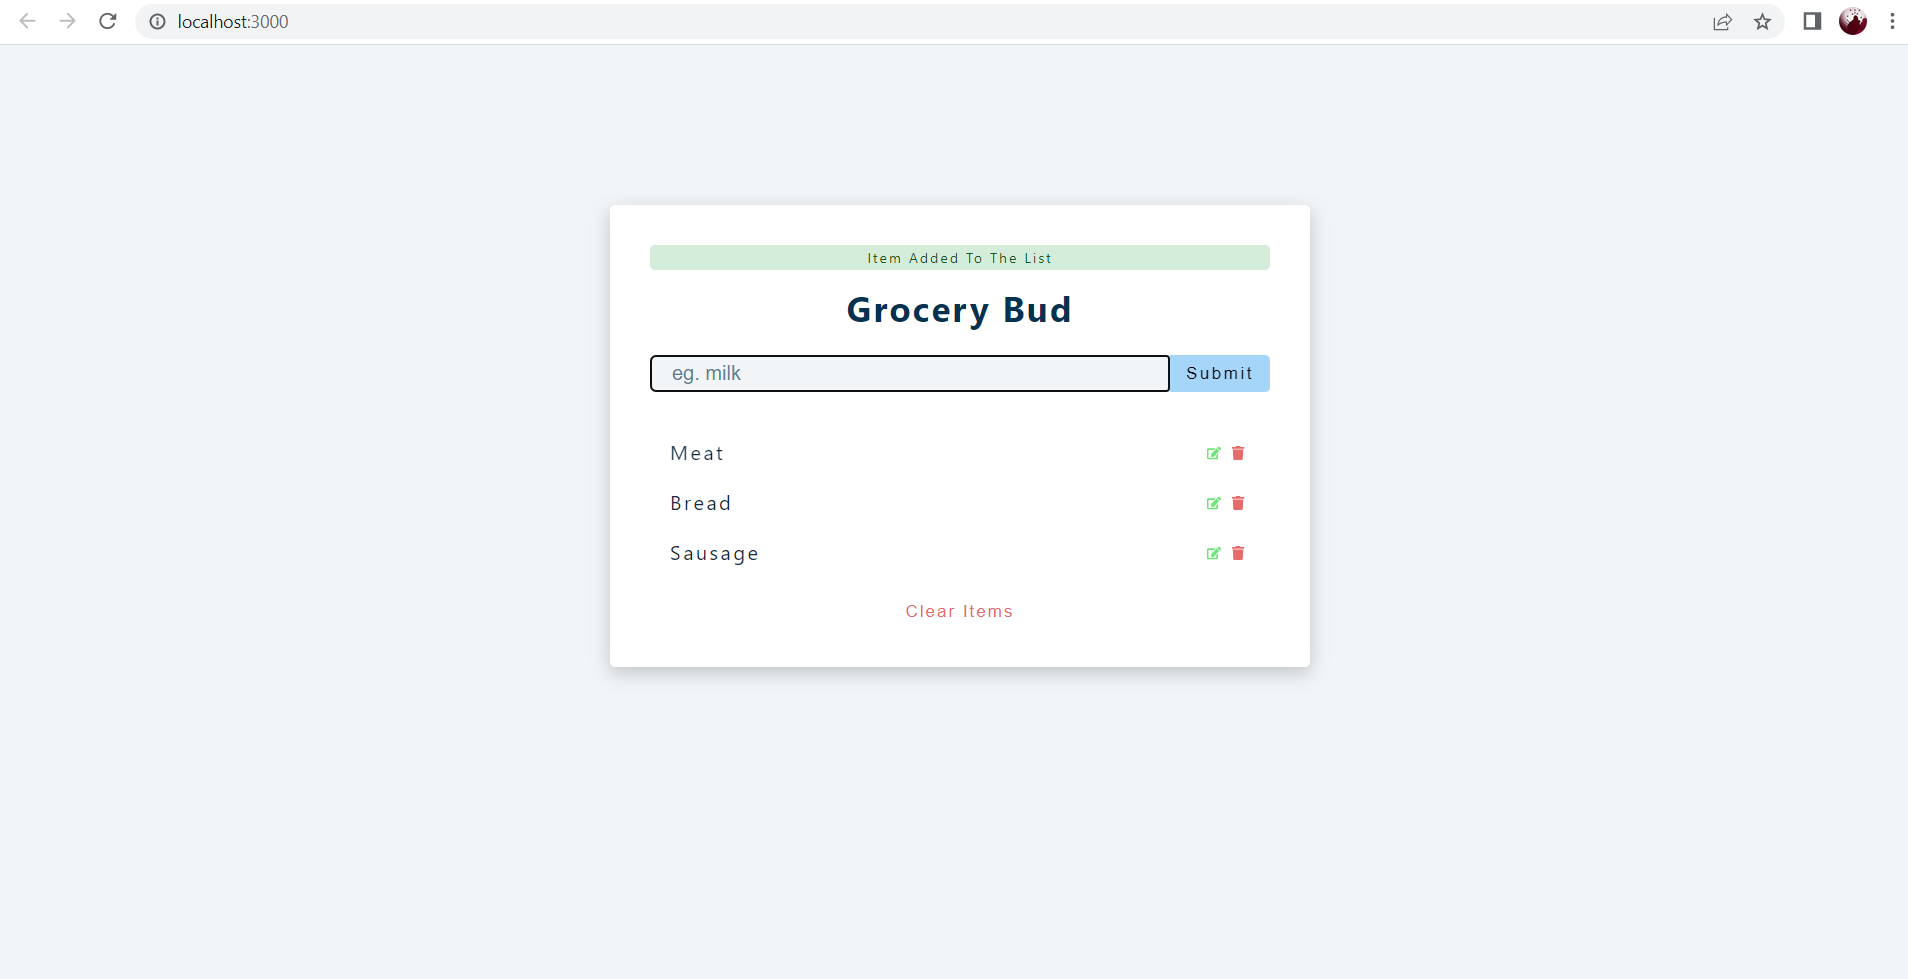 localhost:3000
Item Added To The List
Grocery Bud
eg. milk
Submit
Meat
Bread
Sausage
Clear Items